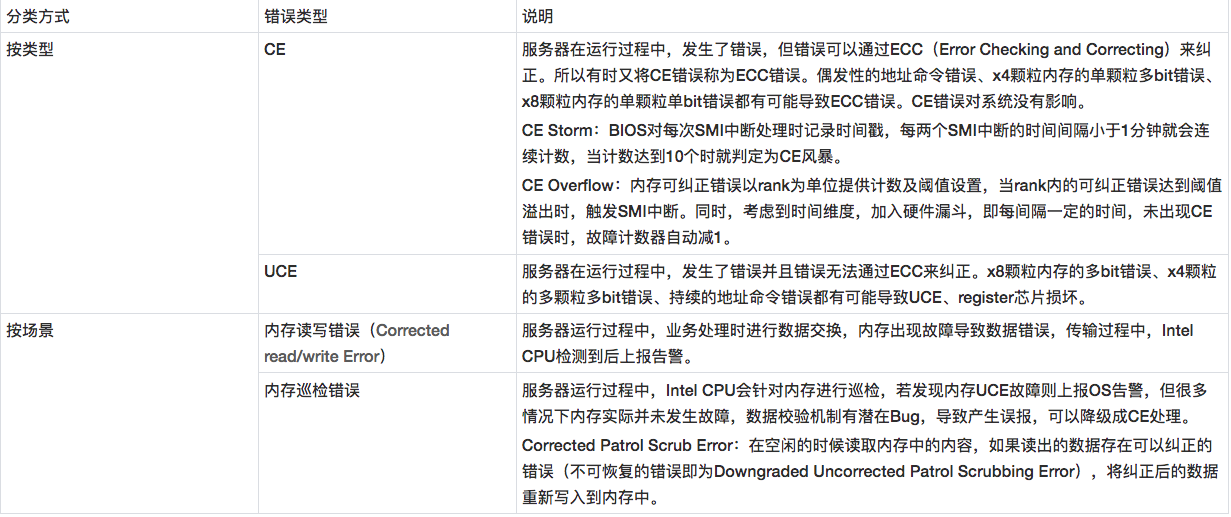 分类方式
错误类型
说明
按类型
CE
服务器在运行过程中，发生了错误，但错误可以通过ECC（Error Checking and Correcting）来纠
正。所以有时又将CE错误称为ECC错误。偶发性的地址命令错误、x4颗粒内存的单颗粒多bit错误、
x8颗粒内存的单颗粒单bit错误都有可能导致ECC错误。CE错误对系统没有影响。
CE Storm：BIOS对每次SMI中断处理时记录时间戳，每两个SMI中断的时间间隔小于1分钟就会连
续计数，当计数达到10个时就判定为CE风暴。
CE Overflow：内存可纠正错误以rank为单位提供计数及阈值设置，当rank内的可纠正错误达到阈值
溢出时，触发SMI中断。同时，考虑到时间维度，加入硬件漏斗，即每间隔一定的时间，未出现CE
错误时，故障计数器自动减1。
UCE
服务器在运行过程中，发生了错误并且错误无法通过ECC来纠正。x8颗粒内存的多bit错误、x4颗粒
的多颗粒多bit错误、持续的地址命令错误都有可能导致UCE、register芯片损坏。
按场景
内存读写错误（Corrected
read/write Error）
服务器运行过程中，业务处理时进行数据交换，内存出现故障导致数据错误，传输过程中，Intel
CPU检测到后上报告警。
内存巡检错误
服务器运行过程中，Intel CPU会针对内存进行巡检，若发现内存UCE故障则上报OS告警，但很多
情况下内存实际并未发生故障，数据校验机制有潜在Bug，导致产生误报，可以降级成CE处理。
Corrected Patrol Scrub Error：在空闲的时候读取内存中的内容，如果读出的数据存在可以纠正的
错误（不可恢复的错误即为Downgraded Uncorrected Patrol Scrubbing Error），将纠正后的数据
重新写入到内存中。